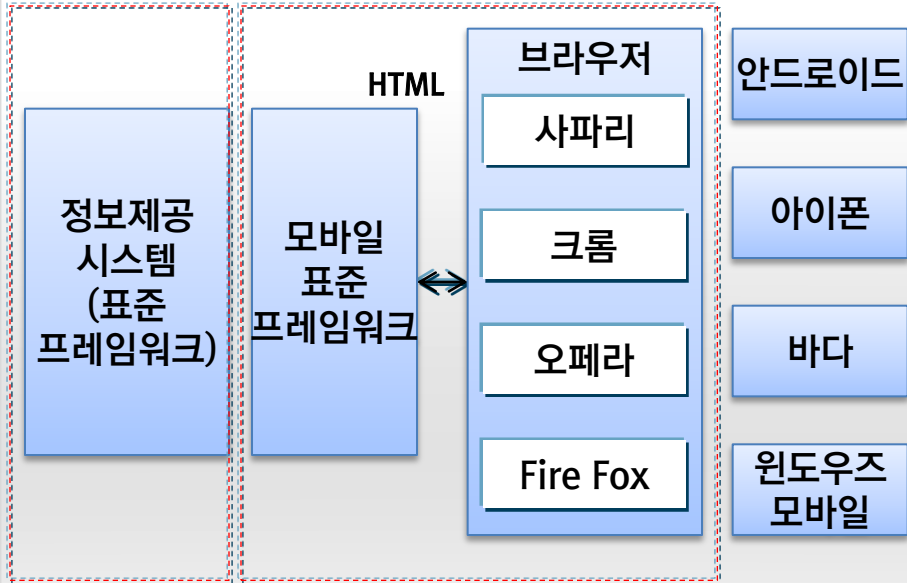 정보제공
시스템
(표준
프레임워크)
HTML
모바일
표준
프레임워크
브라우저
사파리
크롬
오페라
Fire Fox
안드로이드
아이폰
바다
윈도우즈
모바일